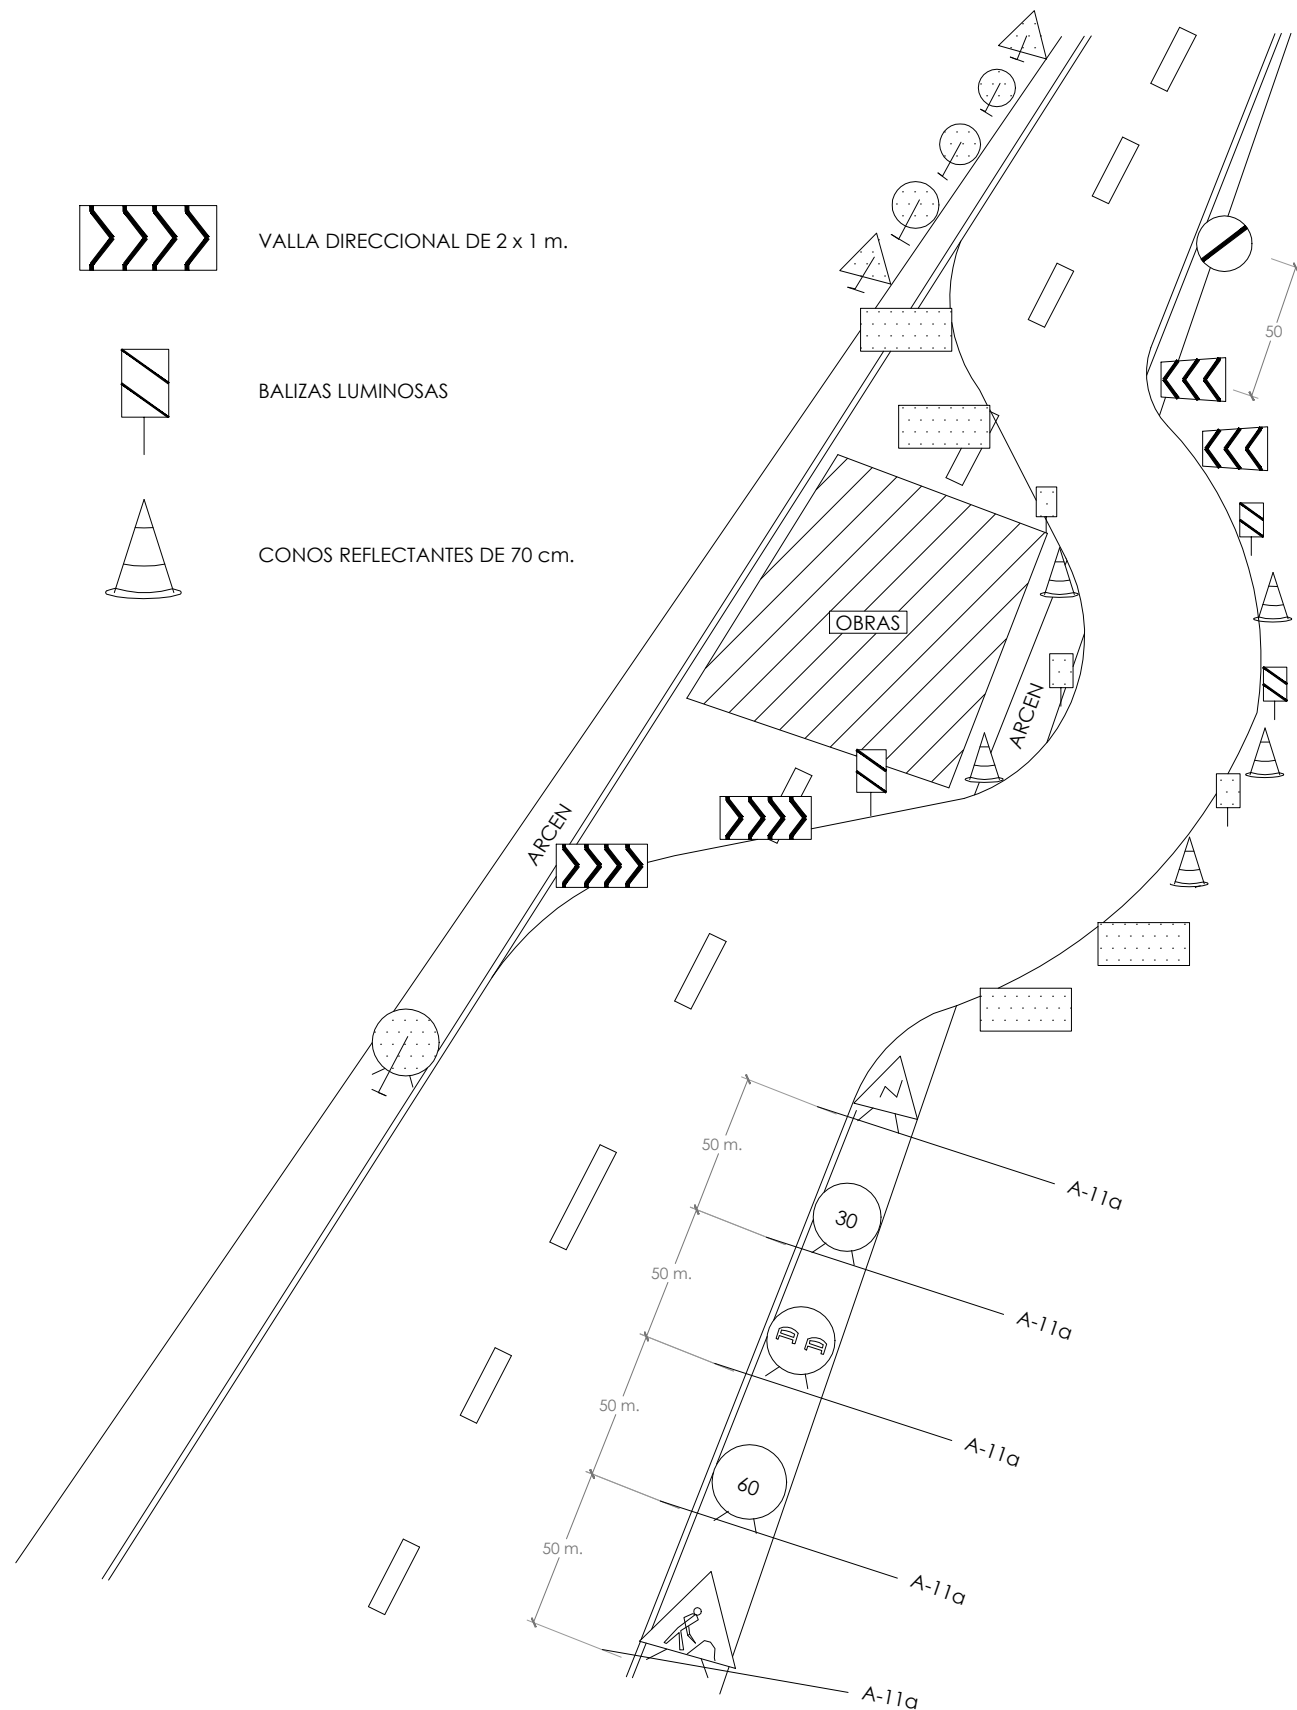 VALLA DIRECCIONAL DE 2 x 1 m.
50
BALIZAS LUMINOSAS
CONOS REFLECTANTES DE 70 cm.
OBRAS
ARCEN
ARCEN
50 m.
A-11a
30
50 m.
A-11a
50 m.
A-11a
60
50 m.
A-11a
A-11a